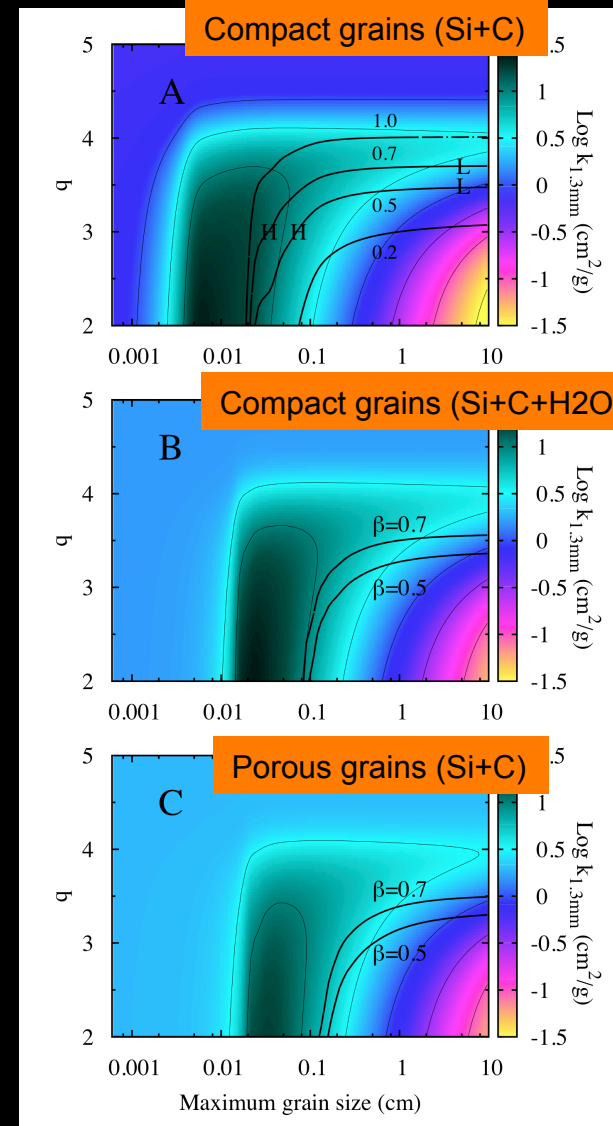 Compact grains (Si+C)
A
5
4
3
2
q
1.0
0.7
0.5
0.2
L
L
H H
0.001 0.01 0.1 1 10
.5
1
0.5
0
-0.5
-1
-1.5
Log k1.3mm (cm2/g)
Compact grains (Si+C+H2O
B
5
4
3
2
q
β=0.7
β=0.5
0.001 0.01 0.1 1 10
1
0.5
0
-0.5
-1
-1.5
Log k1.3mm (cm2/g)
Porous grains (Si+C)
C
5
4
3
2
q
β=0.7
β=0.5
0.001 0.01 0.1 1 10
.5
1
0.5
0
-0.5
-1
-1.5
Log k1.3mm (cm2/g)
Maximum grain size (cm)